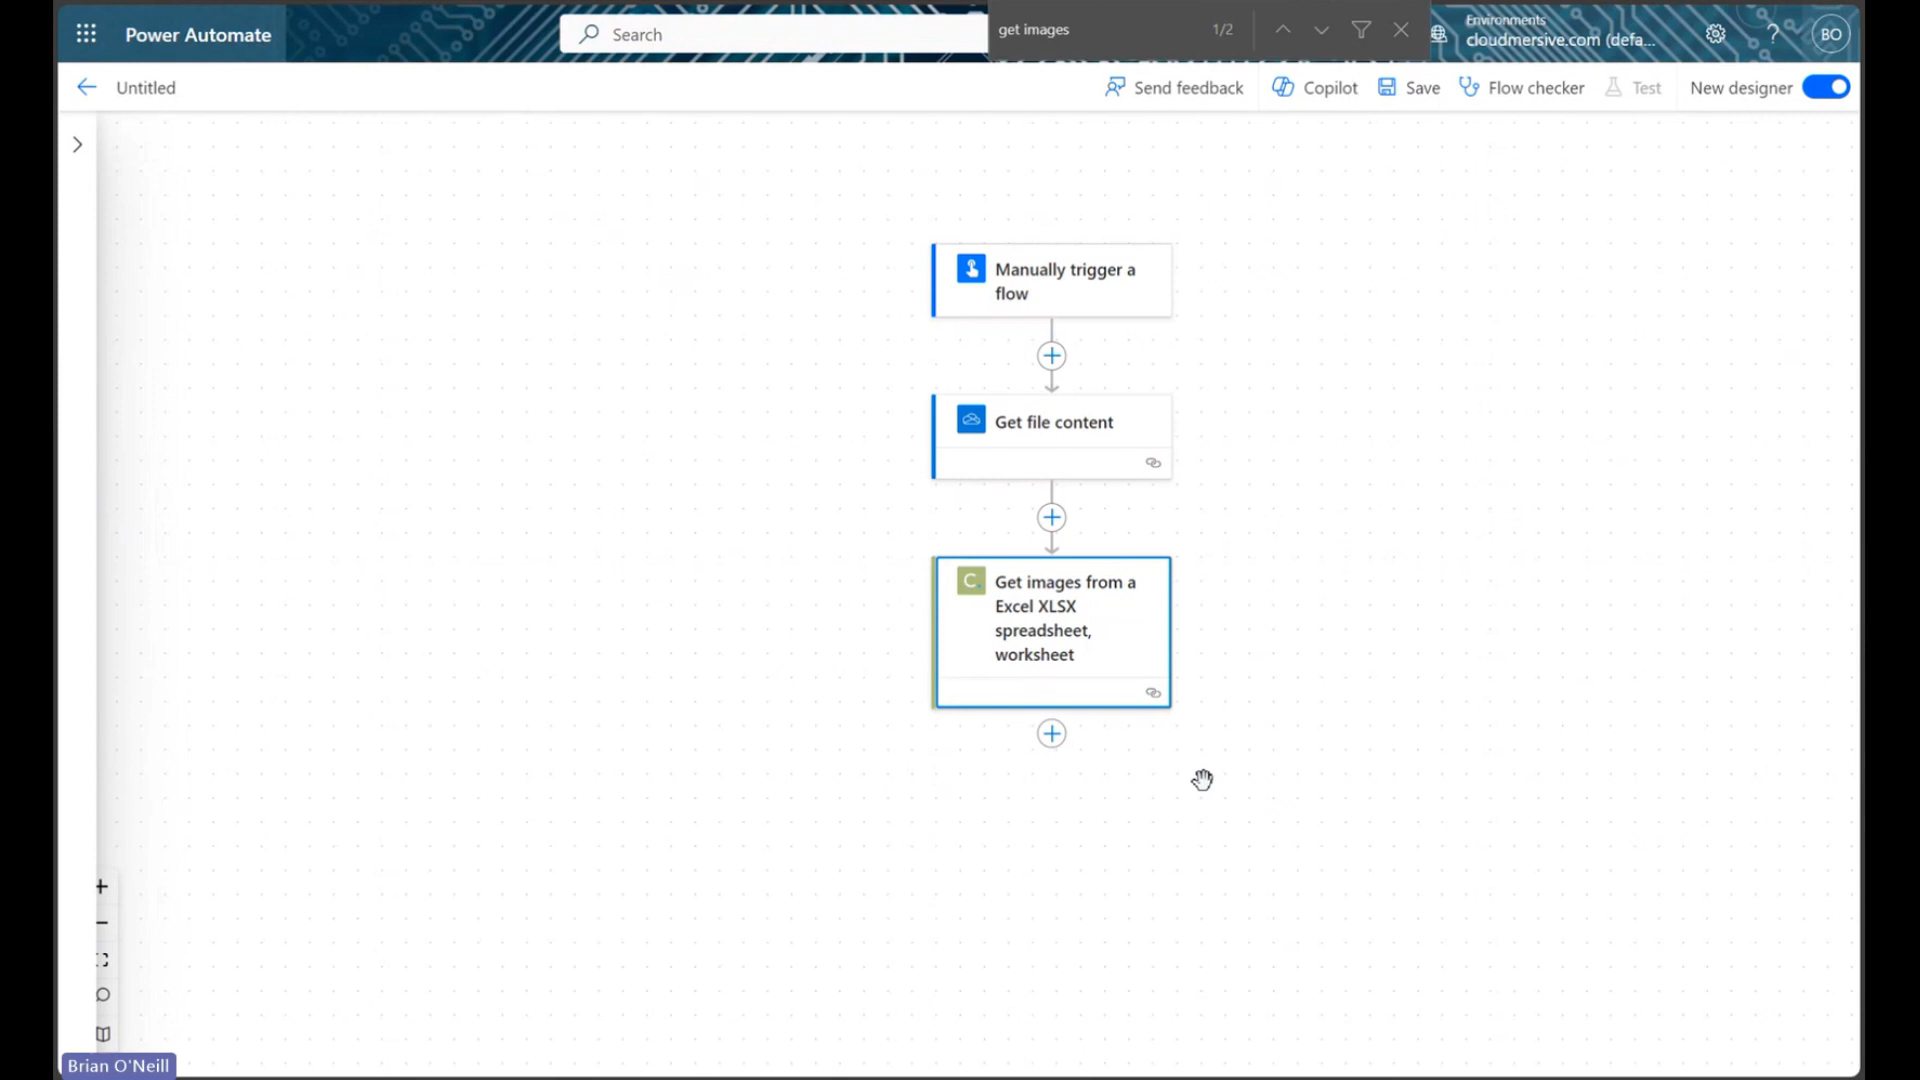 Power Automate
Search
get images
1/2
Environments
cloudmersive.com (defa...
?
BO
Untitled
Send feedback
Copilot
Save
Flow checker
Test
New designer
Manually trigger a
flow
Get file content
C
Get images from a
Excel XLSX
spreadsheet,
worksheet
Brian O'Neill